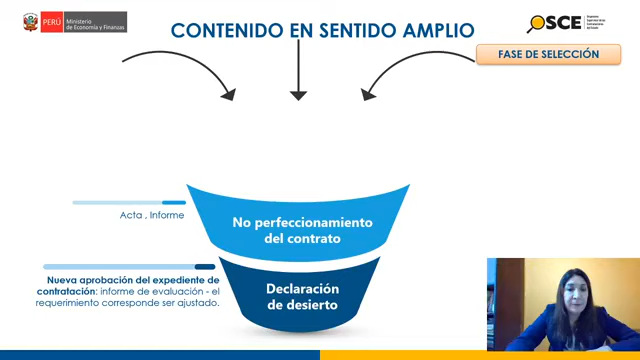 PERÚ
Ministerio
de Economía y Finanzas
CONTENIDO EN SENTIDO AMPLIO
OSCE
FASE DE SELECCIÓN
Acta , Informe
No perfeccionamiento
del contrato
Nueva aprobación del expediente de
contratación: informe de evaluación - el
requerimiento corresponde ser ajustado.
Declaración
de desierto